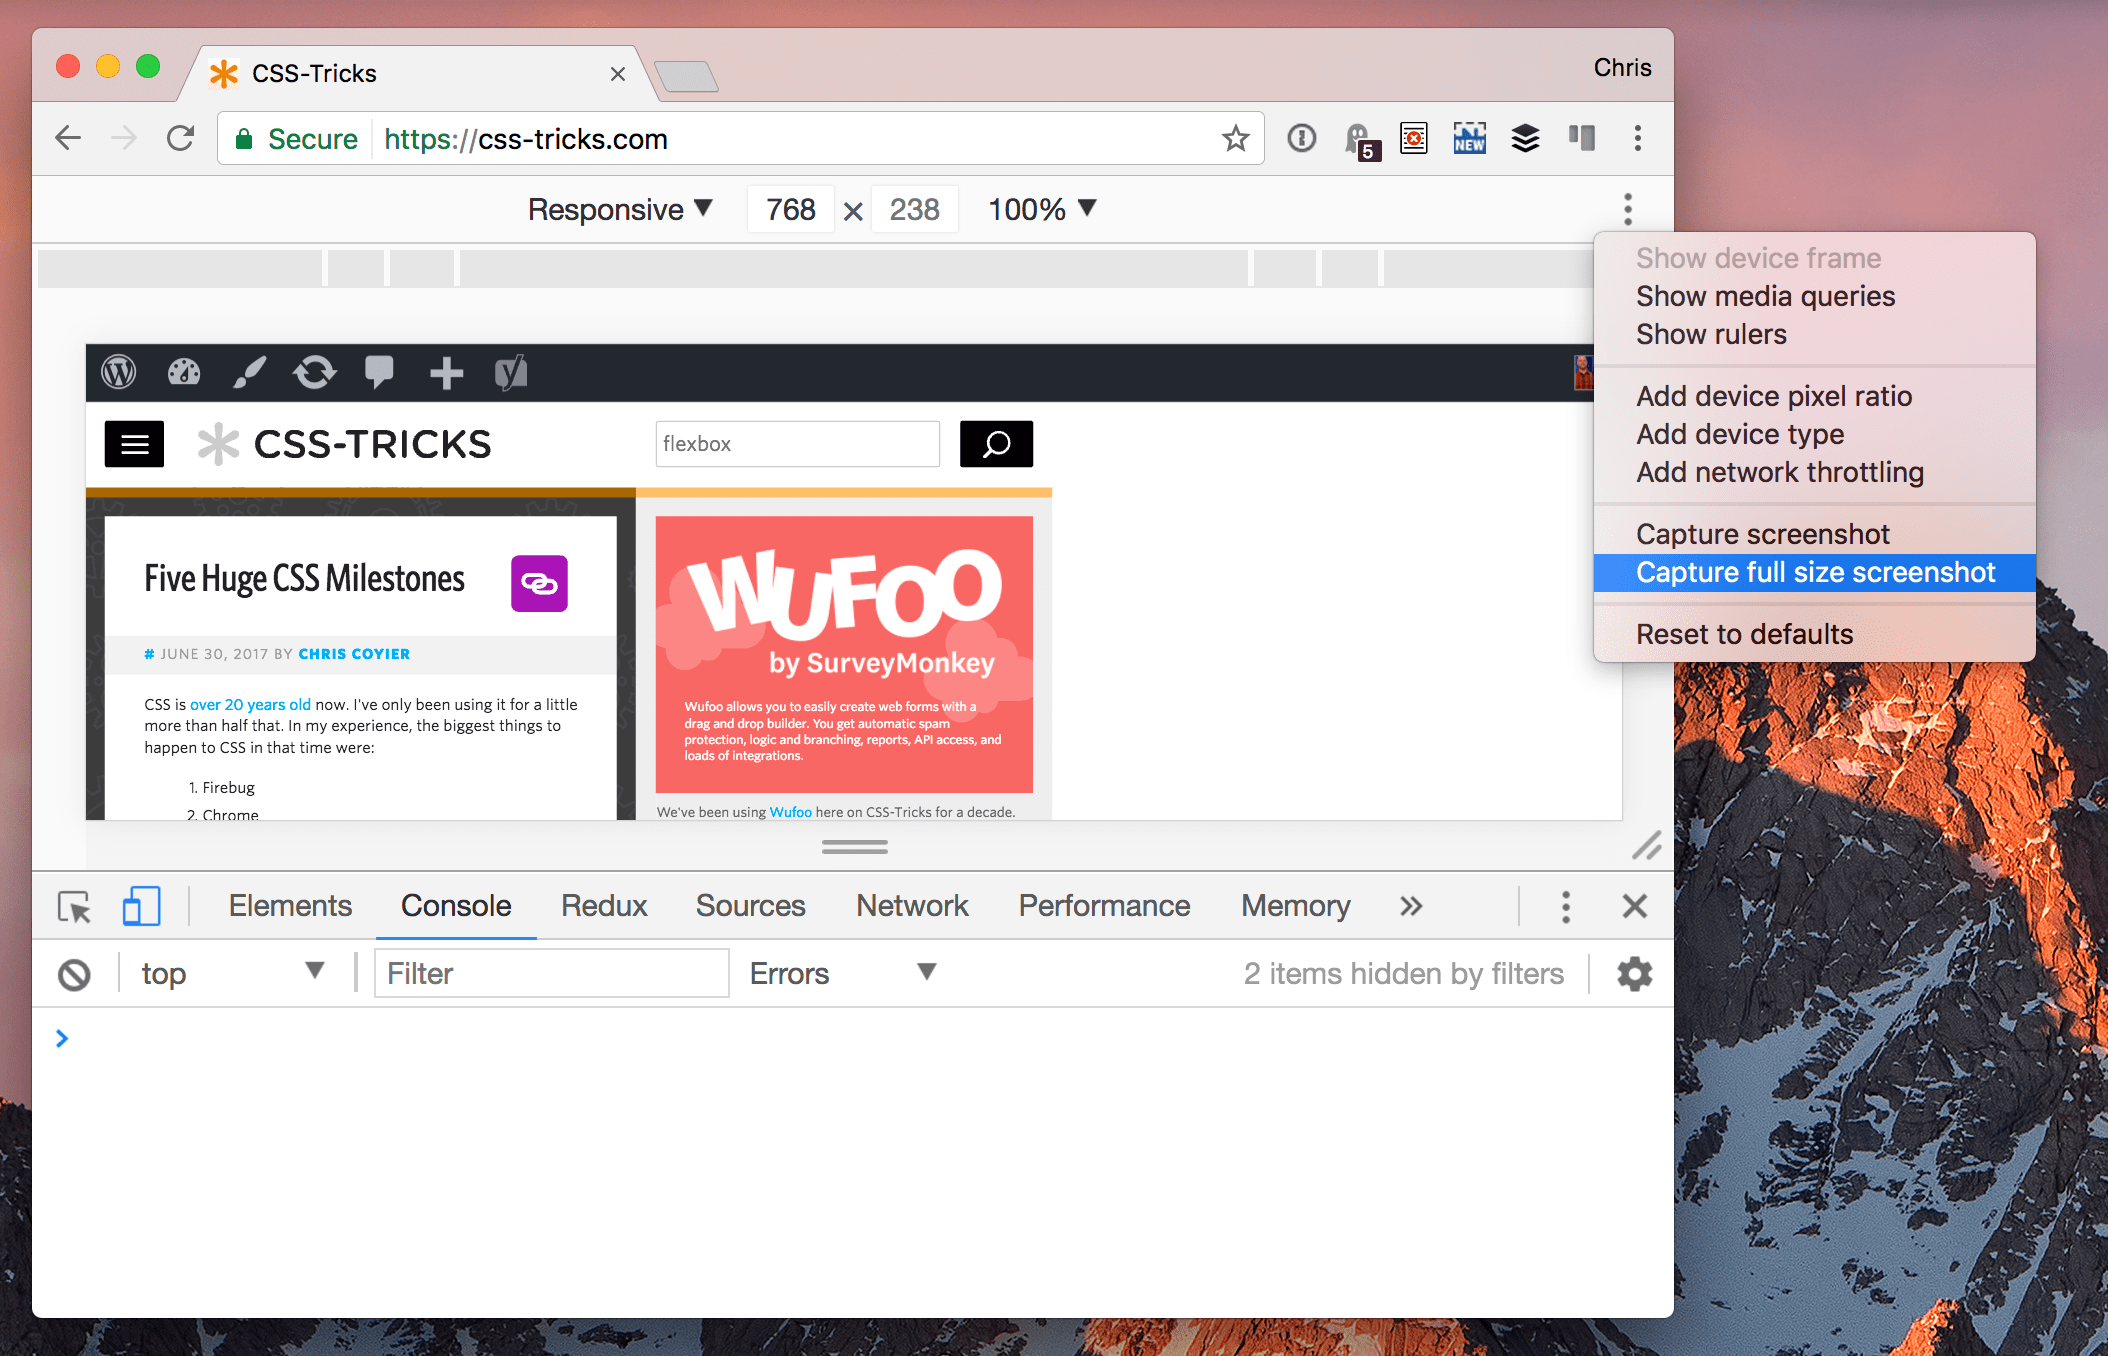 CSS-Tricks
Chris
Secure https://css-tricks.com
5
NEW
Responsive 768 × 238 100%
Show device frame
Show media queries
Show rulers
Add device pixel ratio
Add device type
Add network throttling
Capture screenshot
Capture full size screenshot
Reset to defaults
CSS-TRICKS
flexbox
Five Huge CSS Milestones
# JUNE 30, 2017 BY CHRIS COYIER
CSS is over 20 years old now. I've only been using it for a little
more than half that. In my experience, the biggest things to
happen to CSS in that time were:
1. Firebug
2. Chrome
WUFOO
by SurveyMonkey
Wufoo allows you to easily create web forms with a
drag and drop builder. You get automatic spam
protection, logic and branching, reports, API access, and
loads of integrations.
We've been using Wufoo here on CSS-Tricks for a decade.
Elements Console Redux Sources Network Performance Memory »
top Filter Errors 2 items hidden by filters